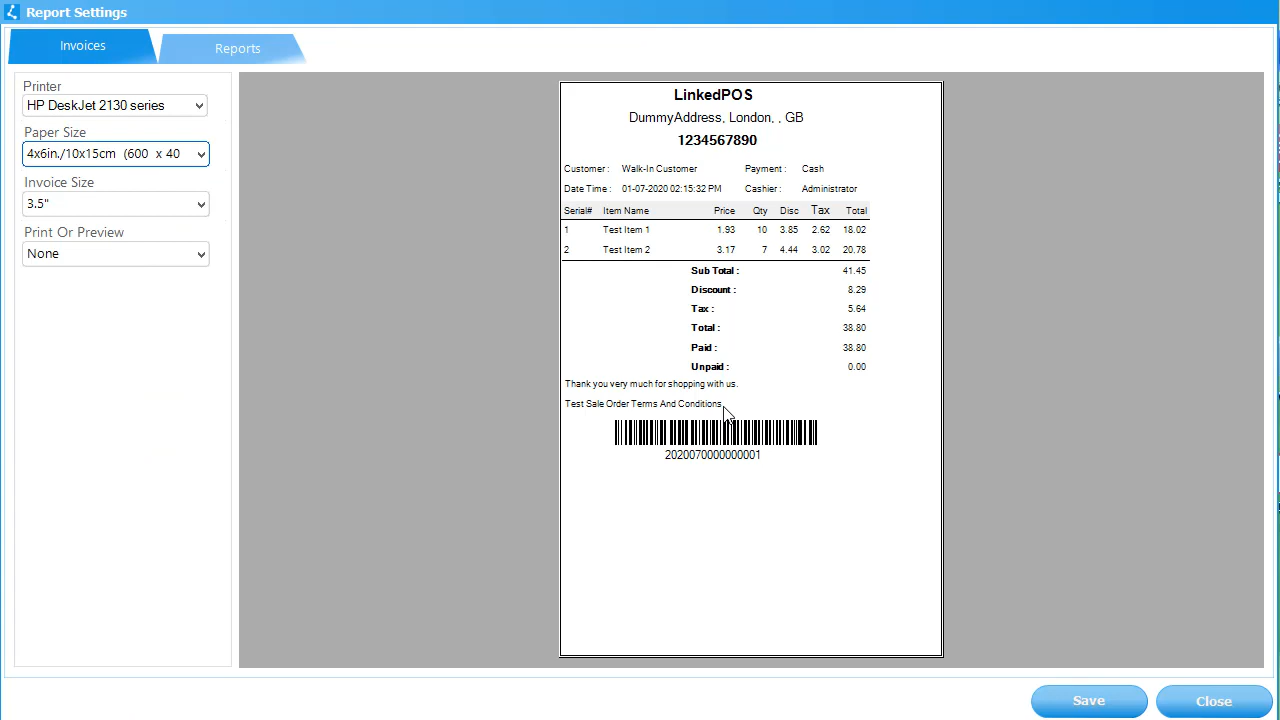 Report Settings
Invoices
Reports
Printer
HP DeskJet 2130 series
Paper Size
4x6in./10x15cm (600 x 40
Invoice Size
3.5"
Print Or Preview
None
LinkedPOS
DummyAddress, London, , GB
1234567890
Customer : Walk-In Customer Payment : Cash
Date Time : 01-07-2020 02:15:32 PM Cashier : Administrator
Serial# Item Name Price Qty Disc Tax Total
1 Test Item 1 1.93 10 3.85 2.62 18.02
2 Test Item 2 3.17 7 4.44 3.02 20.78
Sub Total : 41.45
Discount : 8.29
Tax : 5.64
Total : 38.80
Paid : 38.80
Unpaid : 0.00
Thank you very much for shopping with us.
Test Sale Order Terms And Conditions.
2020070000000001
Save
Close